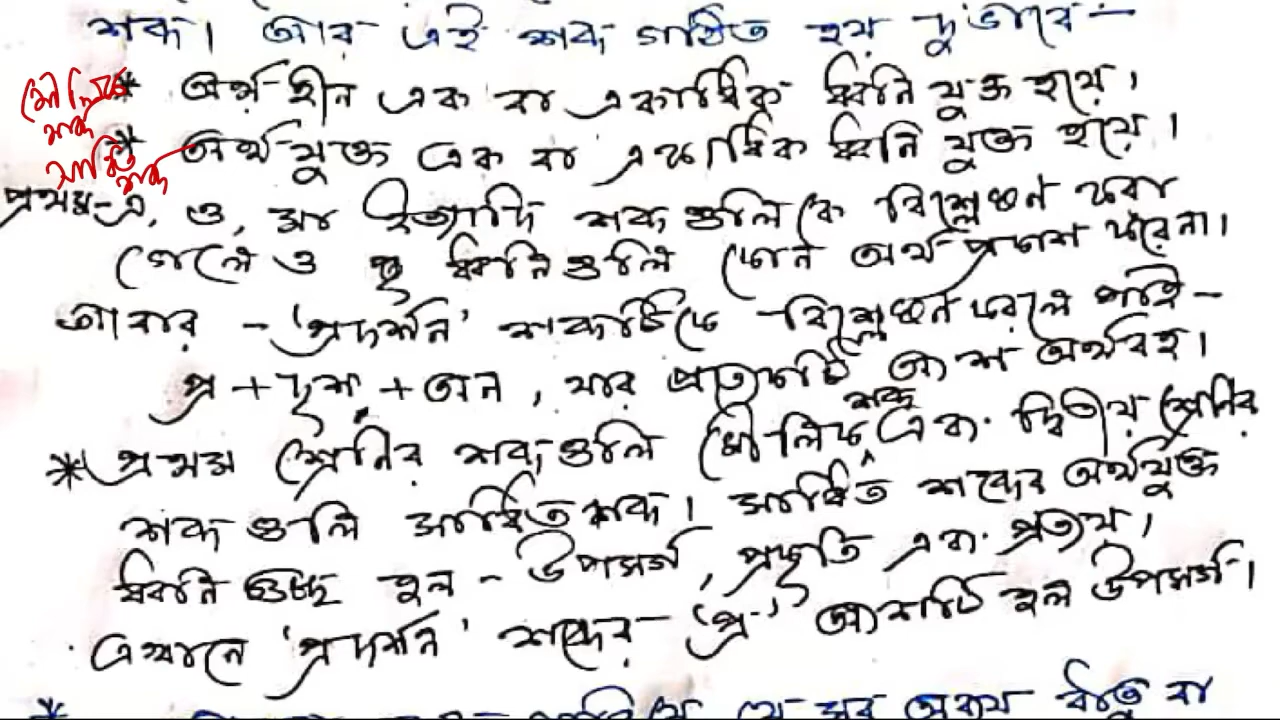 শব্দ। আর এই শব্দ গঠিত হয় দুভাবে —
মৌলিক শব্দ * অর্থহীন এক বা একাধিক ধ্বনি যুক্ত হয়ে।
সাধিত শব্দ * অর্থযুক্ত এক বা একাধিক ধ্বনি যুক্ত হয়ে।
প্রথম - এ, ও, মা ইত্যাদি শব্দগুলিকে বিশ্লেষণ করা
গেলেও ধ্বনিগুলি কোন অর্থ প্রকাশ করে না।
আবার - 'প্রদর্শন' শব্দটিকে বিশ্লেষণ করলে পাই -
প্র + দৃশ + অন, যার প্রত্যেকটি অংশ অর্থবহ।
* প্রথম শ্রেনির শব্দগুলি মৌলিক শব্দ এবং দ্বিতীয় শ্রেনির
শব্দগুলি সাধিত শব্দ। সাধিত শব্দের অর্থযুক্ত
ধ্বনি গুচ্ছ হল - উপসর্গ, প্রকৃতি এবং প্রত্যয়।
এখানে 'প্রদর্শন' শব্দের 'প্র' অংশটি হল উপসর্গ।
* যে সব অব্যয় ধাতু বা